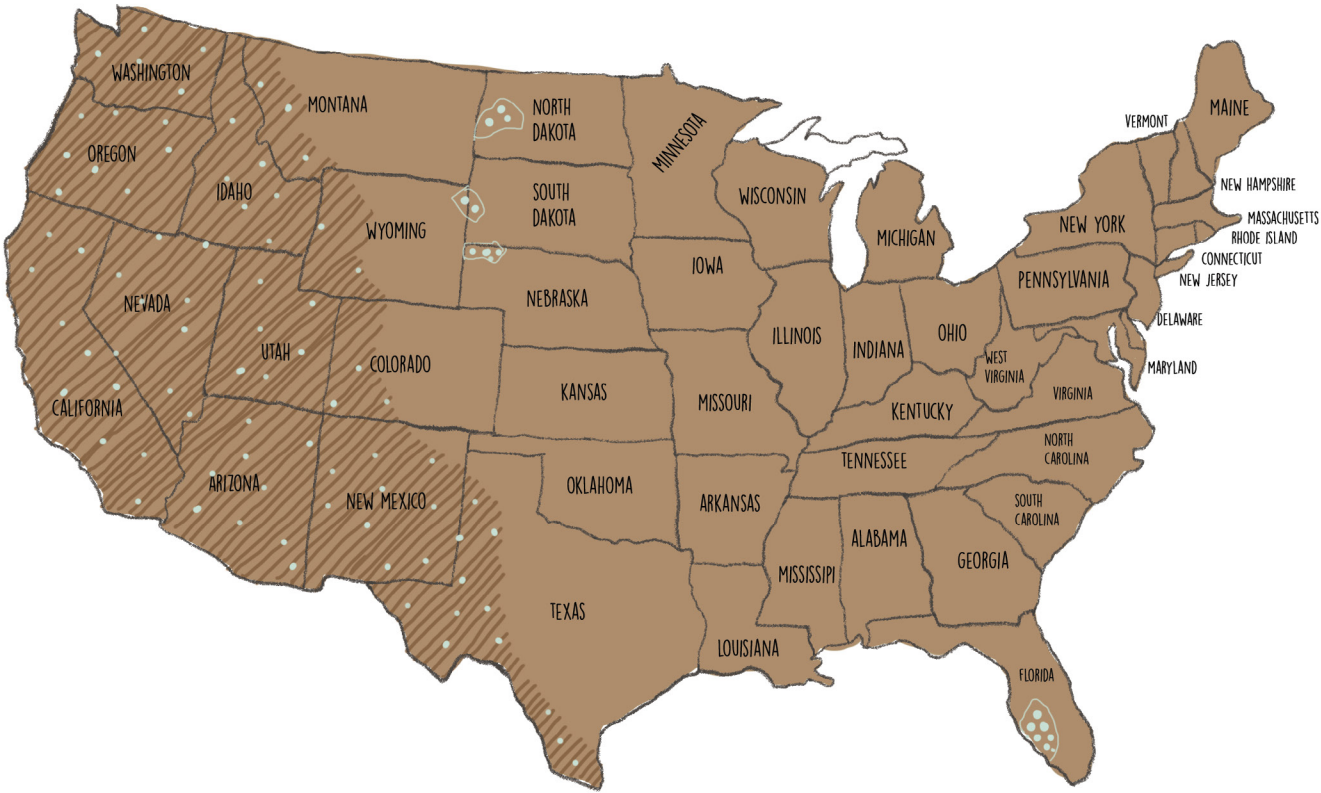 WASHINGTON
MONTANA
NORTH
DAKOTA
MINNESOTA
VERMONT
MAINE
OREGON
IDAHO
WYOMING
SOUTH
DAKOTA
WISCONSIN
MICHIGAN
NEW YORK
NEW HAMPSHIRE
MASSACHUSETTS
RHODE ISLAND
CONNECTICUT
NEW JERSEY
NEVADA
NEBRASKA
IOWA
PENNSYLVANIA
DELAWARE
UTAH
COLORADO
ILLINOIS
INDIANA
OHIO
WEST
VIRGINIA
MARYLAND
CALIFORNIA
KANSAS
MISSOURI
KENTUCKY
VIRGINIA
ARIZONA
NEW MEXICO
OKLAHOMA
ARKANSAS
TENNESSEE
NORTH
CAROLINA
SOUTH
CAROLINA
TEXAS
LOUISIANA
MISSISSIPI
ALABAMA
GEORGIA
FLORIDA